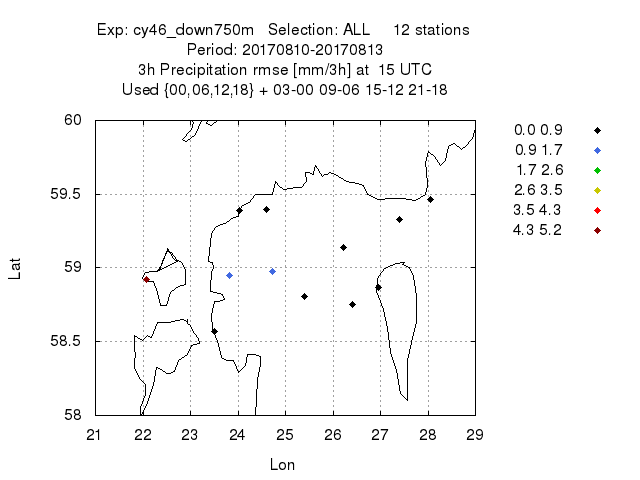 Exp: cy46_down750m Selection: ALL 12 stations
Period: 20170810-20170813
3h Precipitation rmse [mm/3h] at 15 UTC
Used {00,06,12,18} + 03-00 09-06 15-12 21-18
60
59.5
59
58.5
58
Lat
21 22 23 24 25 26 27 28 29
Lon
0.0 0.9
0.9 1.7
1.7 2.6
2.6 3.5
3.5 4.3
4.3 5.2